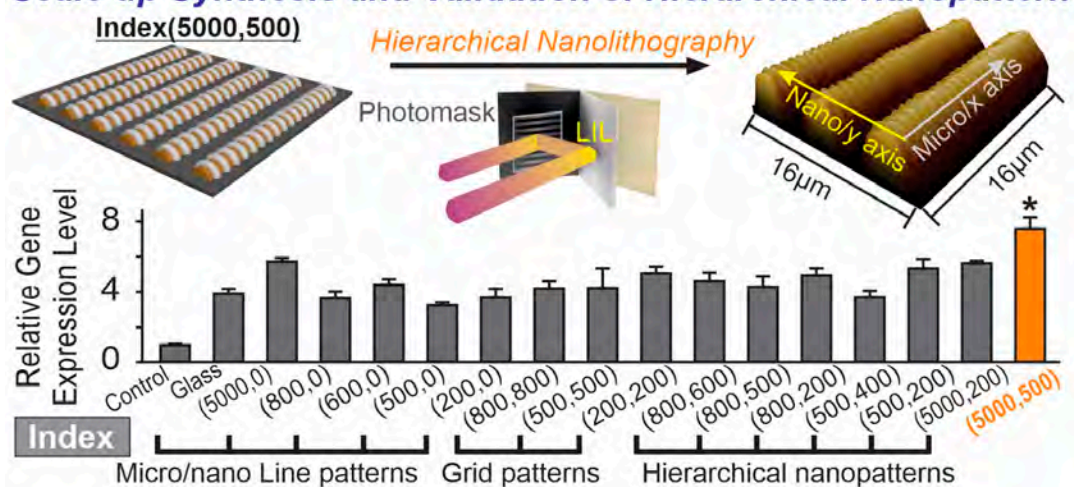 Index(5000,500)
Hierarchical Nanolithography
Photomask
LIL
Nano/y axis
Micro/x axis
16μm
16μm
*
Relative Gene
Expression Level
8
4
0
Control
Glass
(5000,0)
(800,0)
(600,0)
(500,0)
(200,0)
(800,800)
(500,500)
(200,200)
(800,600)
(800,500)
(800,200)
(500,400)
(500,200)
(5000,200)
(5000,500)
Index
Micro/nano Line patterns
Grid patterns
Hierarchical nanopatterns